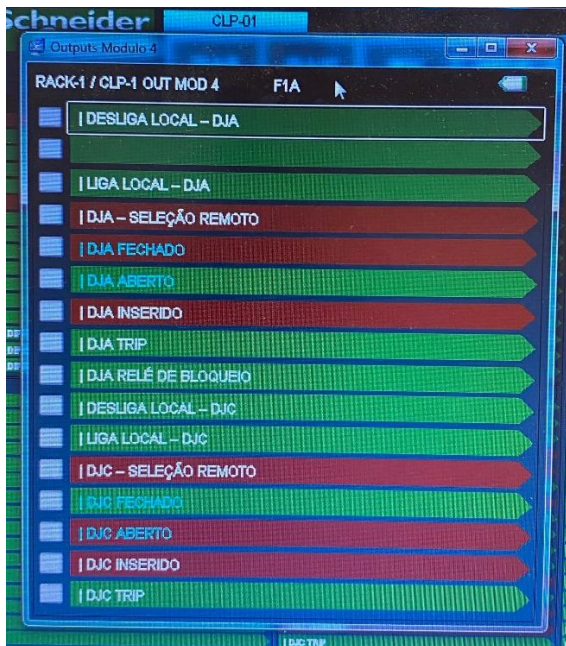 Schneider
CLP-01
Outputs Modulo 4
RACK-1 / CLP-1 OUT MOD 4 F1A
| DESLIGA LOCAL – DJA
| LIGA LOCAL – DJA
| DJA – SELEÇÃO REMOTO
| DJA FECHADO
| DJA ABERTO
| DJA INSERIDO
| DJA TRIP
| DJA RELÉ DE BLOQUEIO
| DESLIGA LOCAL – DJC
| LIGA LOCAL – DJC
| DJC – SELEÇÃO REMOTO
| DJC FECHADO
| DJC ABERTO
| DJC INSERIDO
| DJC TRIP
| DJC TRIP